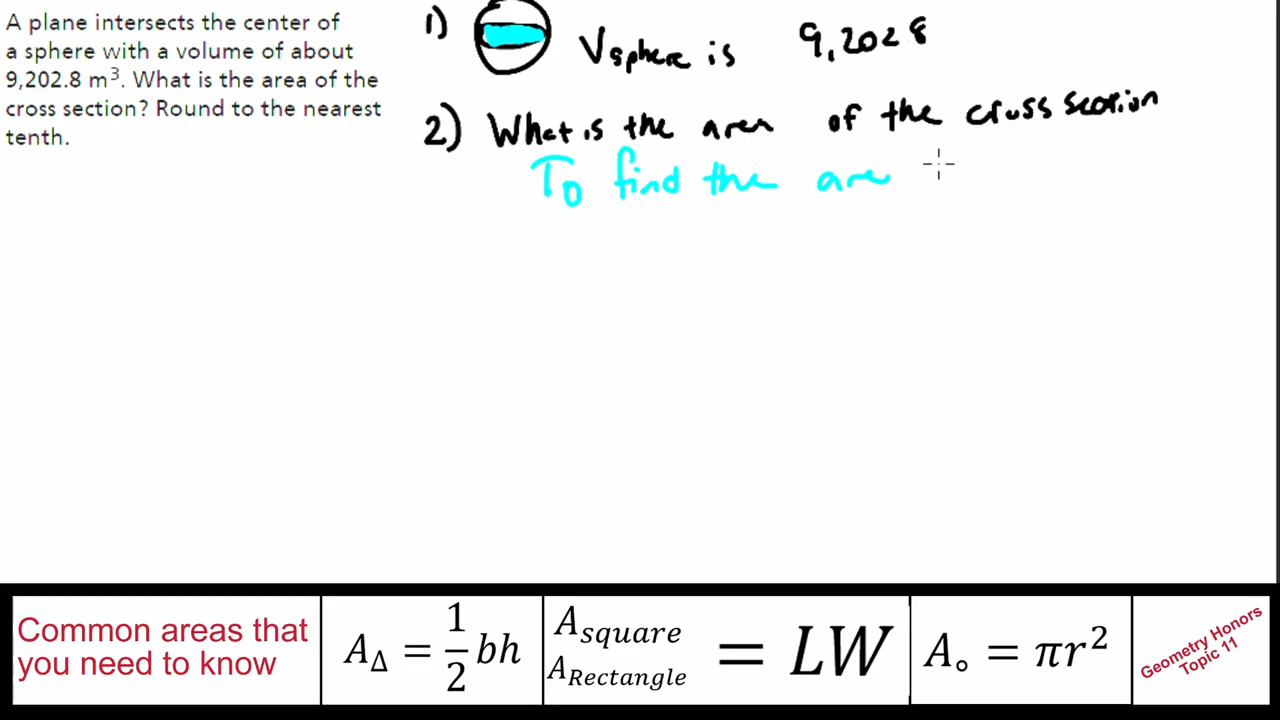 A plane intersects the center of
a sphere with a volume of about
9,202.8 m³. What is the area of the
cross section? Round to the nearest
tenth.
1) Vsphere is 9,2028
2) What is the area of the cross section
To find the are
Common areas that
you need to know
A△ = 1/2 bh
Asquare
ARectangle = LW
A∘ = πr²
Geometry Honors
Topic 11